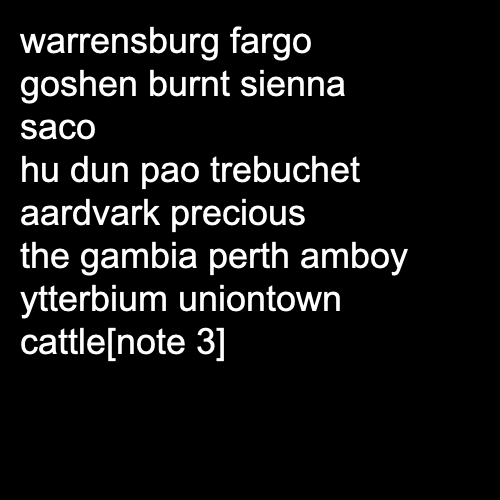 warrensburg fargo
goshen burnt sienna
saco
hu dun pao trebuchet
aardvark precious
the gambia perth amboy
ytterbium uniontown
cattle[note 3]